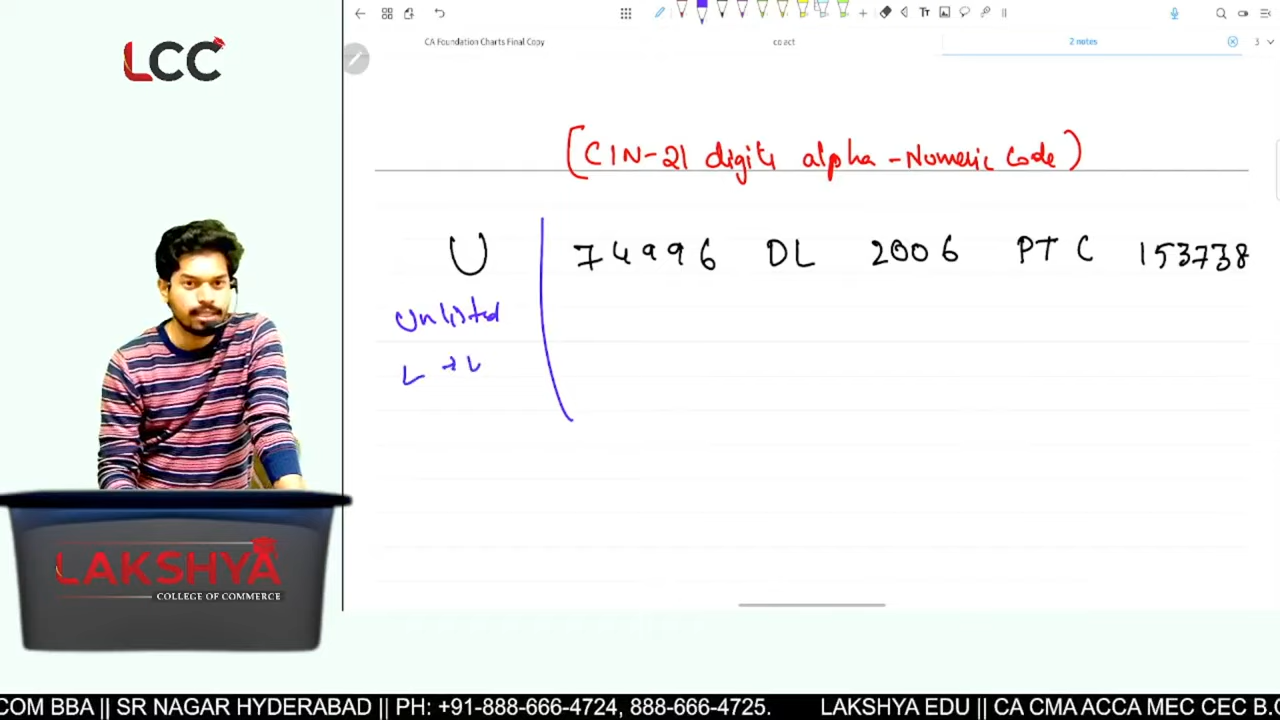 LCC
CA Foundation Charts Final Copy
co act
2 notes
3
(CIN-21 digits alpha-Numeric Code)
U 74996 DL 2006 PTC 153738
Unlisted
LAKSHYA
COLLEGE OF COMMERCE
COM BBA || SR NAGAR HYDERABAD || PH: +91-888-666-4724, 888-666-4725. LAKSHYA EDU || CA CMA ACCA MEC CEC B.C